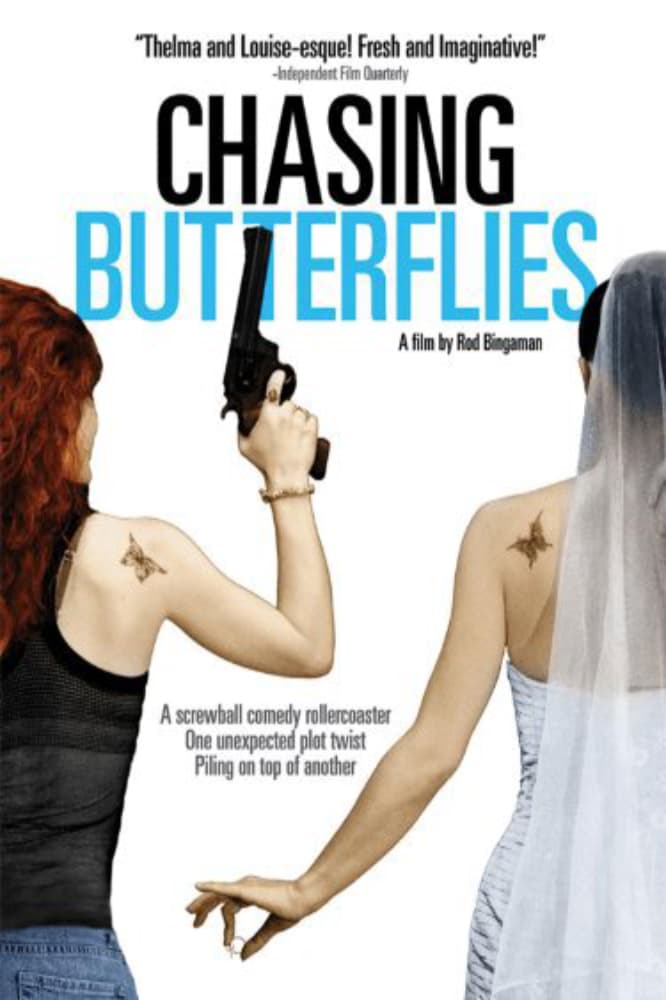 “Thelma and Louise-esque! Fresh and Imaginative!”
-Independent Film Quarterly
CHASING
BUTTERFLIES
A film by Rod Bingaman
A screwball comedy rollercoaster
One unexpected plot twist
Piling on top of another